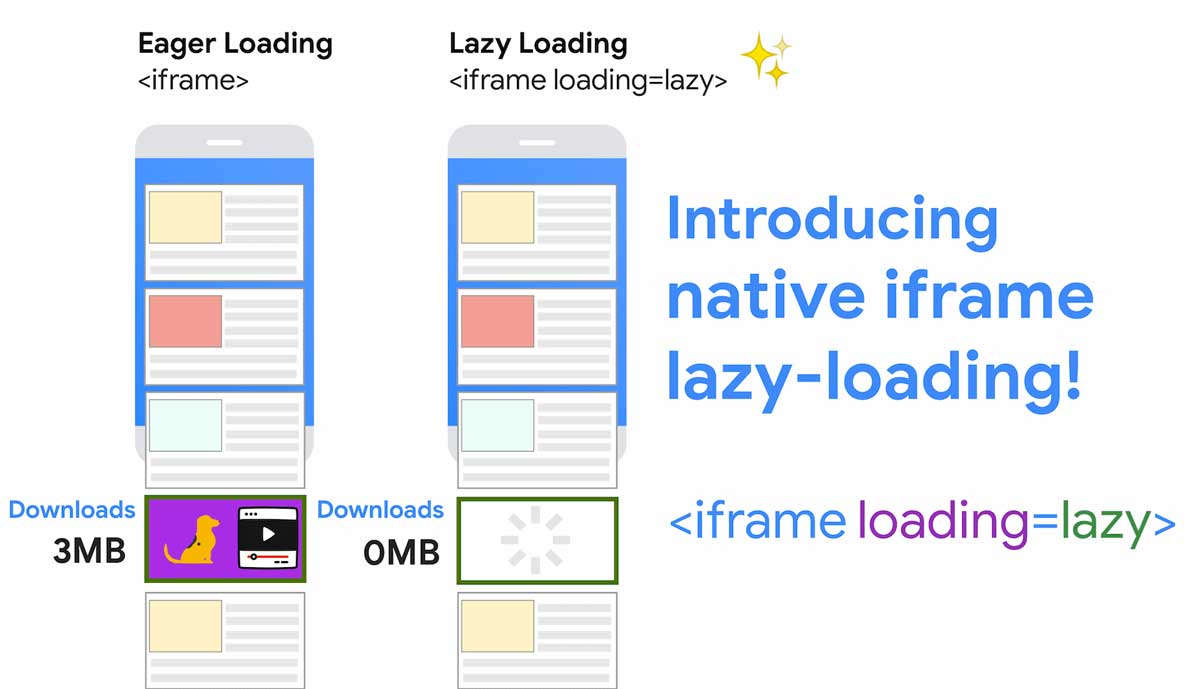 Eager Loading
<iframe>
Lazy Loading
<iframe loading=lazy>
Introducing
native iframe
lazy-loading!
Downloads
3MB
Downloads
0MB
<iframe loading=lazy>